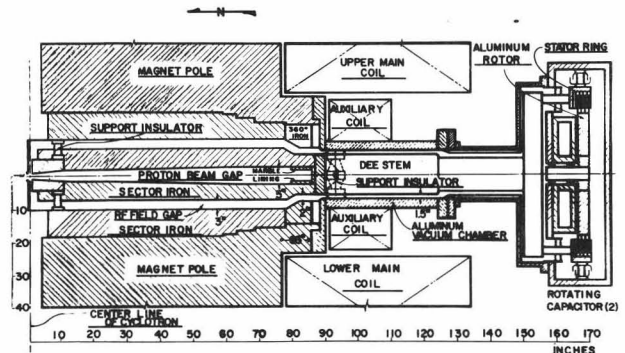 N
MAGNET POLE
UPPER MAIN
COIL
ALUMINUM
ROTOR
STATOR RING
AUXILIARY
COIL
SUPPORT INSULATOR
360°
IRON
PROTON BEAM GAP
MARBLE
LINING
DEE STEM
SUPPORT INSULATOR
SECTOR IRON
RF FIELD GAP
3"
1.5"
SECTOR IRON
AUXILIARY
COIL
ALUMINUM
VACUUM CHAMBER
MAGNET POLE
LOWER MAIN
COIL
ROTATING
CAPACITOR (2)
10
20
30
40
CENTER LINE
OF CYCLOTRON
10 20 30 40 50 60 70 80 90 100 110 120 130 140 150 160 170
INCHES